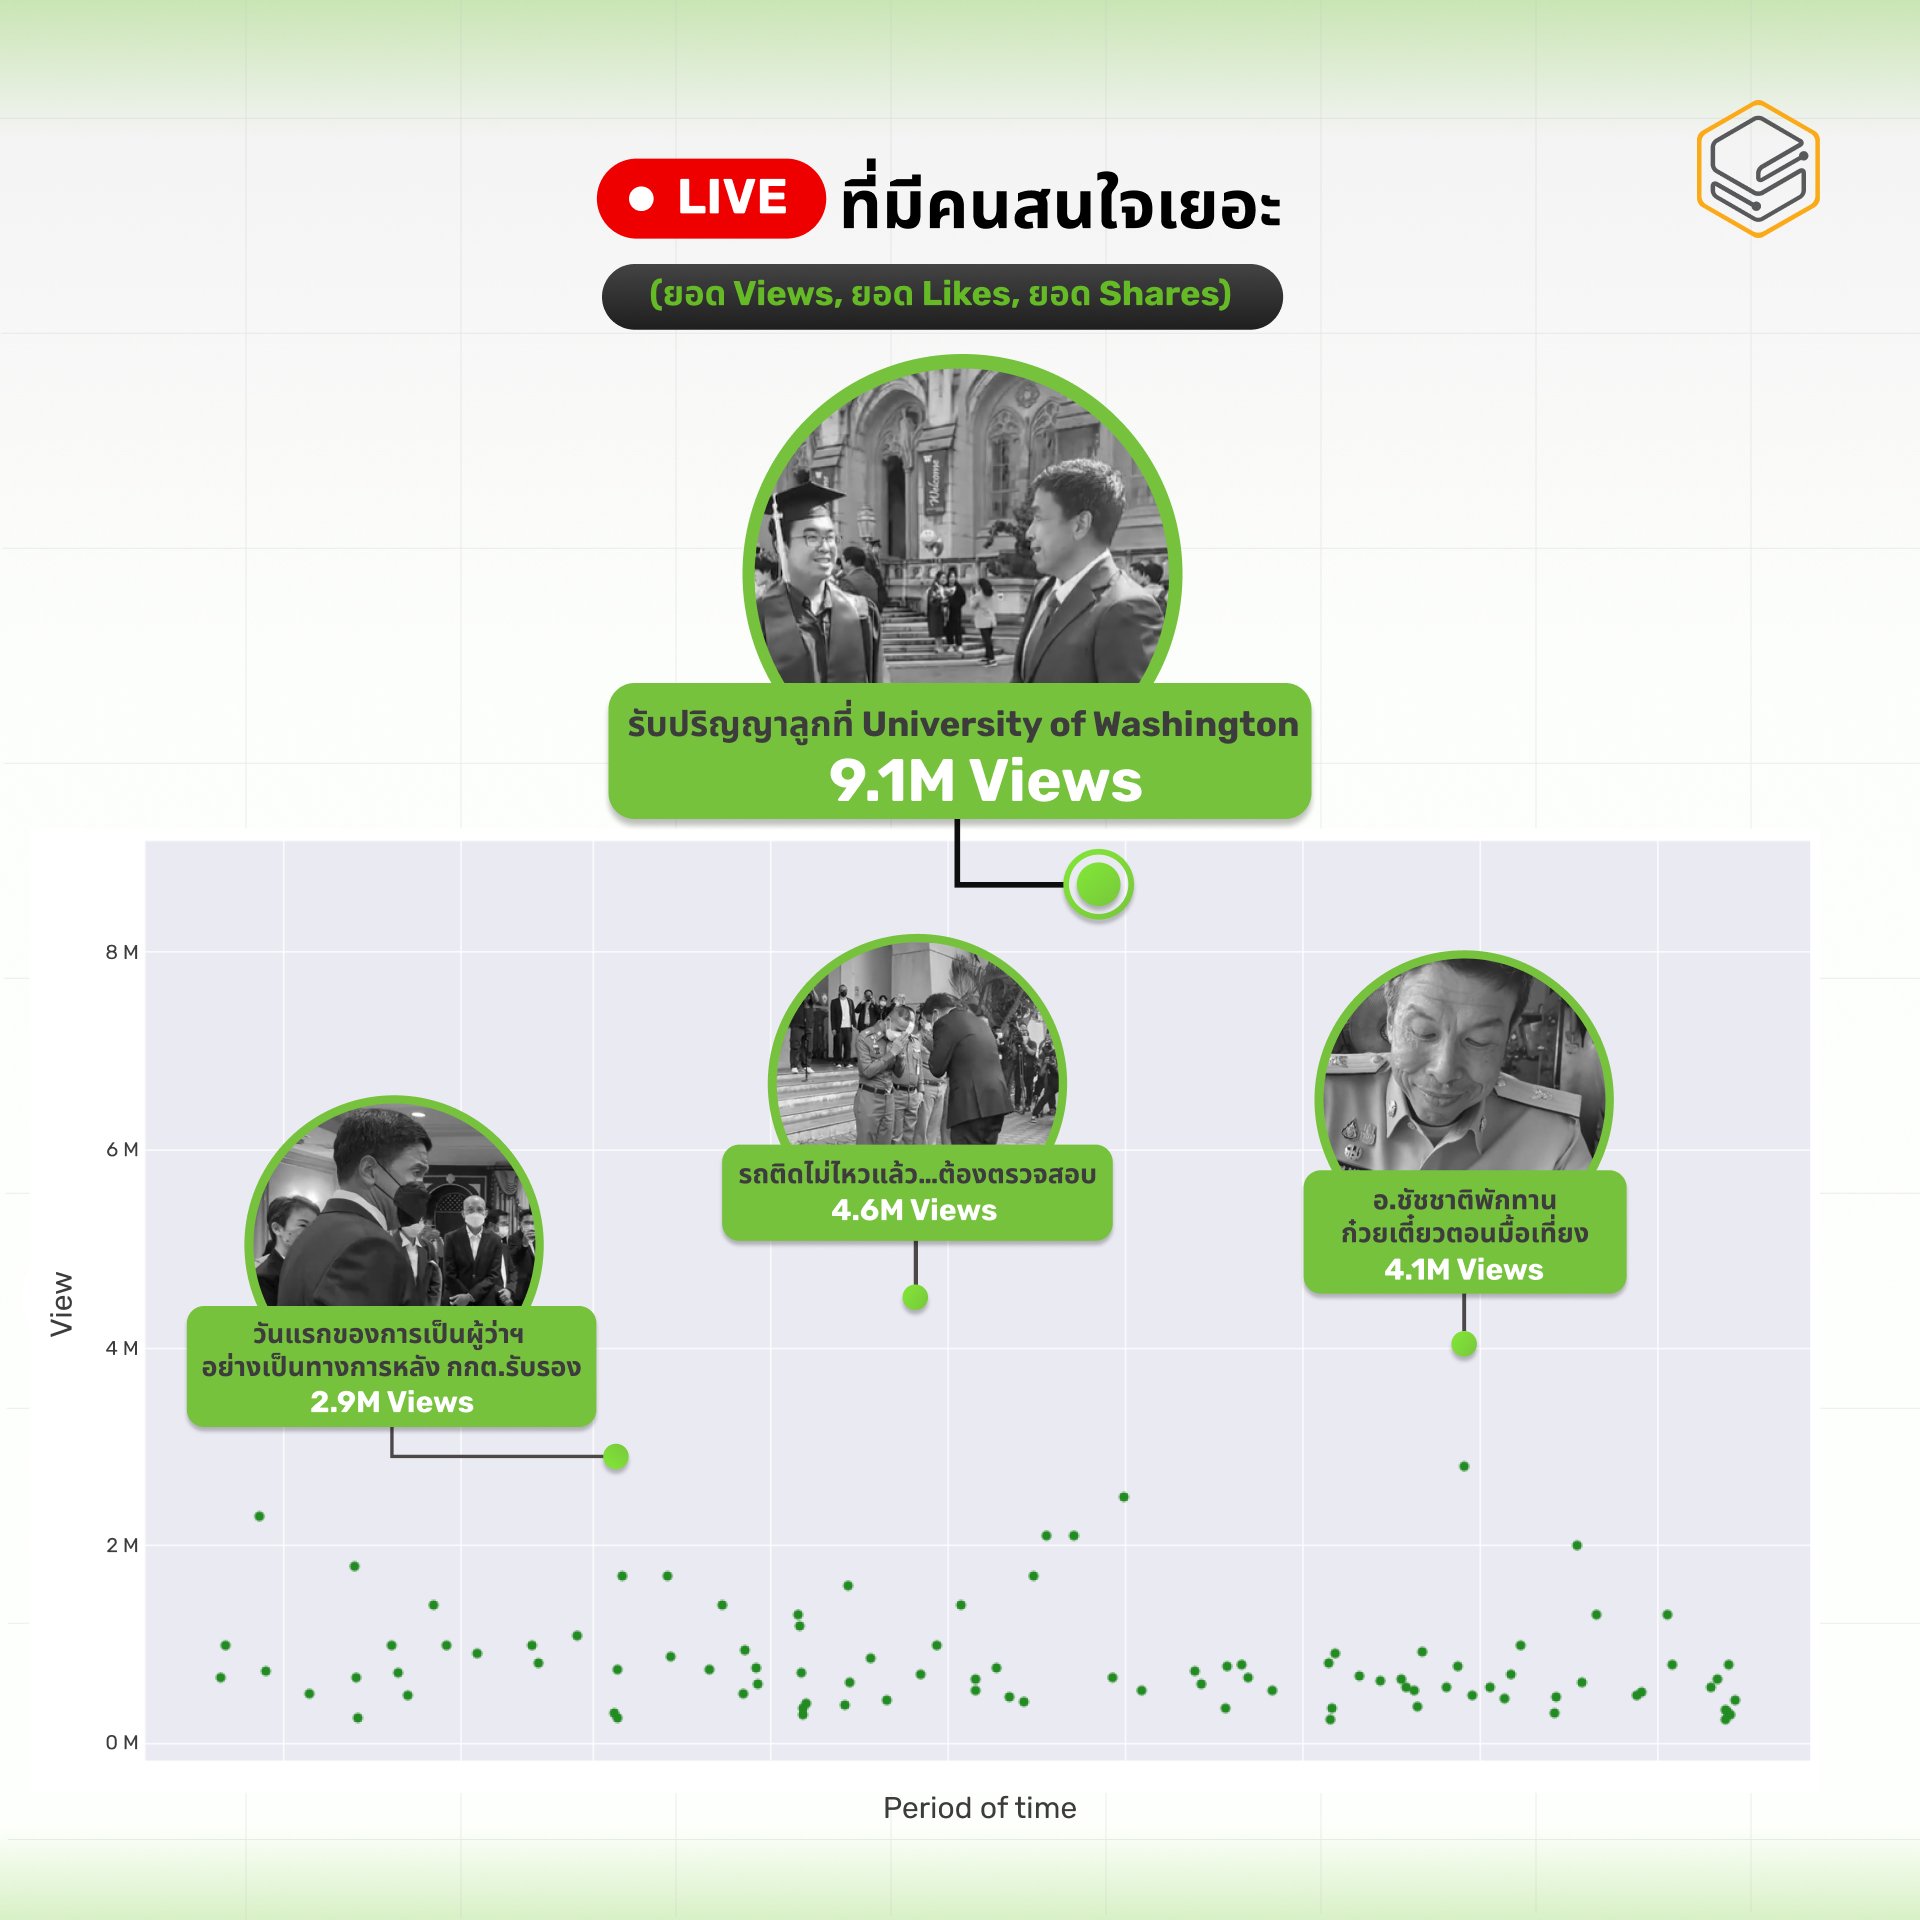 LIVE ที่มีคนสนใจเยอะ
(ยอด Views, ยอด Likes, ยอด Shares)
Welcome
รับปริญญาลูกที่ University of Washington
9.1M Views
8 M
6 M
4 M
2 M
0 M
View
วันแรกของการเป็นผู้ว่าฯ
อย่างเป็นทางการหลัง กกต.รับรอง
2.9M Views
รถติดไม่ไหวแล้ว...ต้องตรวจสอบ
4.6M Views
อ.ชัชชาติพักทาน
ก๋วยเตี๋ยวตอนมื้อเที่ยง
4.1M Views
Period of time